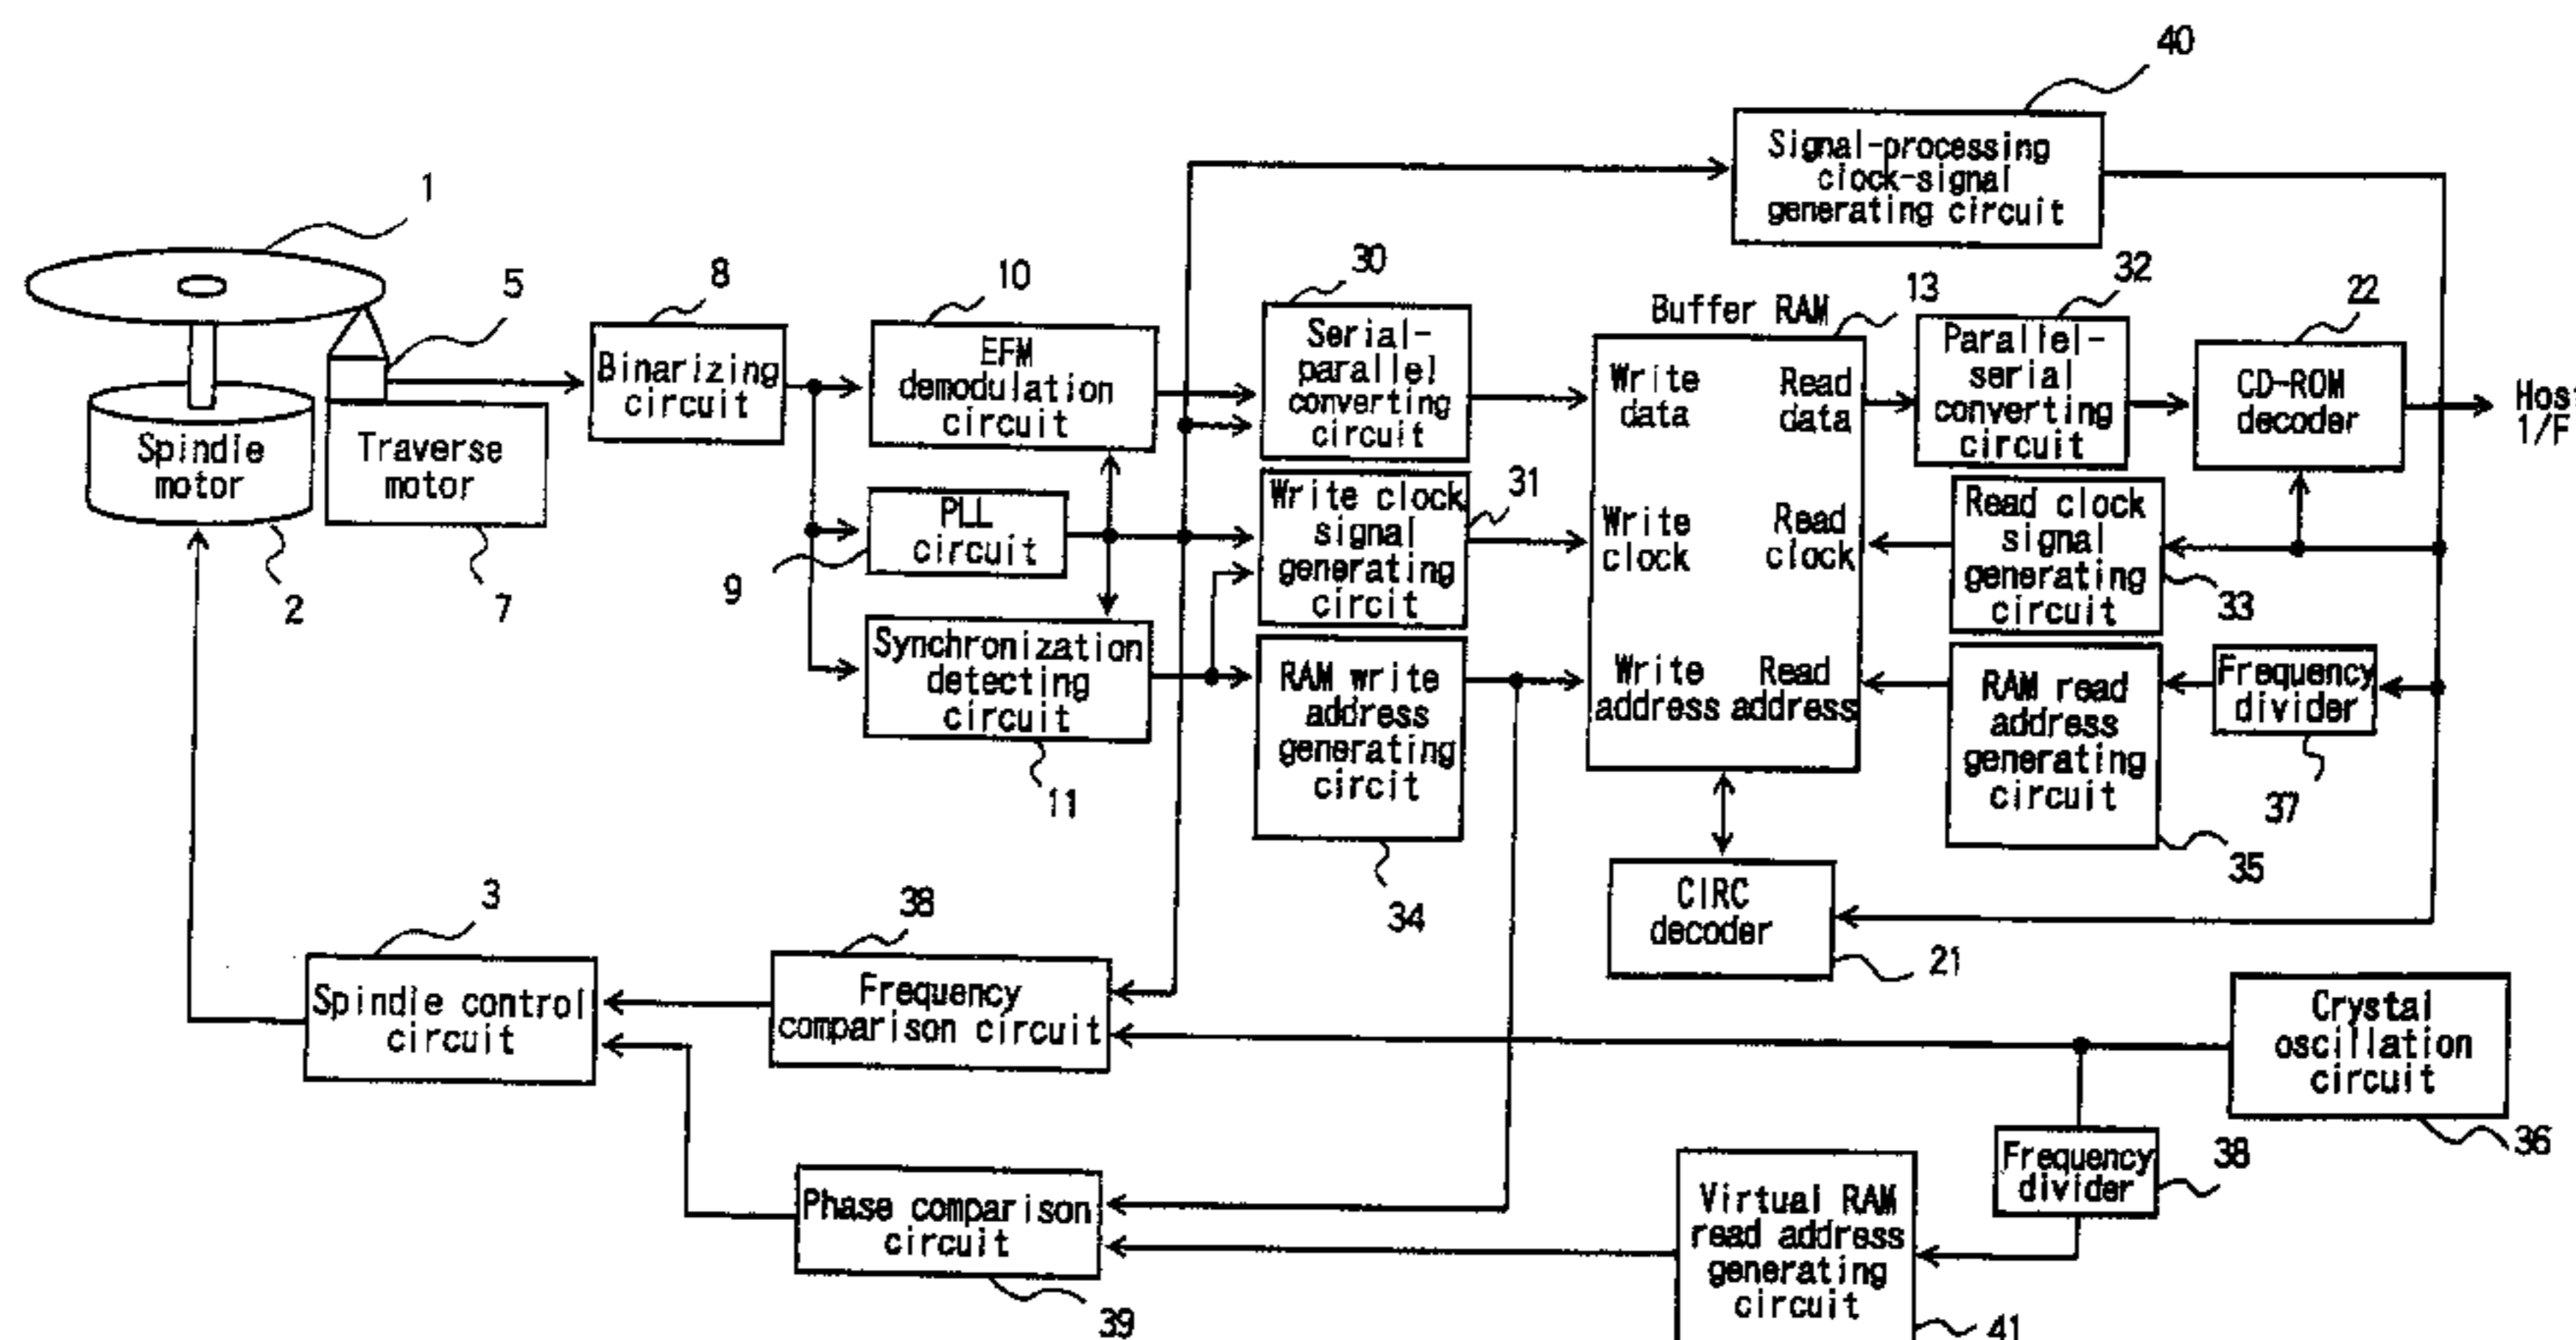 40
Signal-processing
clock-signal
generating circuit
1
5
8
10
30
13
32
22
Spindle
motor
2
Traverse
motor
7
Binarizing
circuit
EFM
demodulation
circuit
PLL
circuit
9
Synchronization
detecting
circuit
11
Serial-
parallel
converting
circuit
Write clock
signal
generating
circit
31
RAM write
address
generating
circit
34
Buffer RAM
Write
data
Read
data
Write
clock
Read
clock
Write
address
Read
address
Parallel-
serial
converting
circuit
CD-ROM
decoder
Hos
1/F
Read clock
signal
generating
circuit
33
RAM read
address
generating
circuit
35
Frequency
divider
37
CIRC
decoder
21
3
Spindle control
circuit
38
Frequency
comparison circuit
Crystal
oscillation
circuit
36
Frequency
divider
38
Phase comparison
circuit
39
Virtual RAM
read address
generating
circuit
41